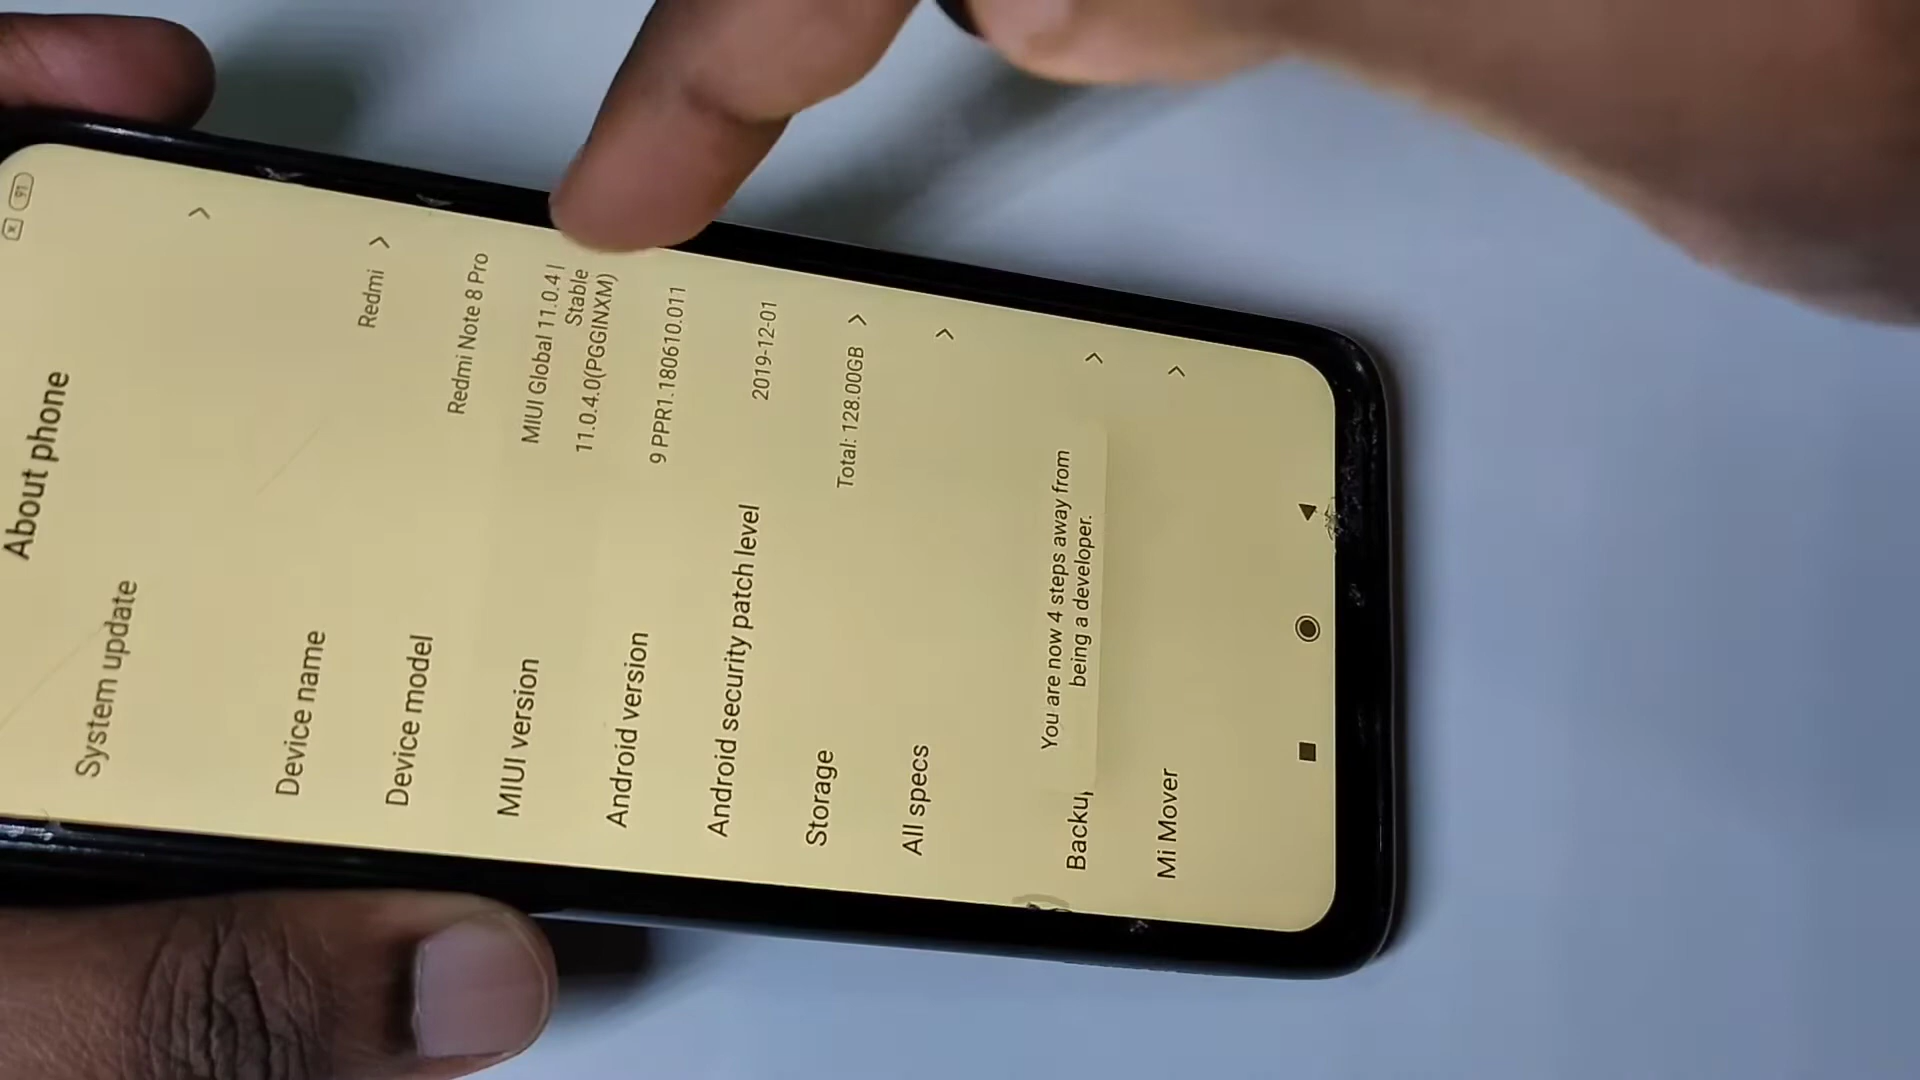 91
About phone
System update
Device name
Redmi
Device model
Redmi Note 8 Pro
MIUI version
MIUI Global 11.0.4 |
Stable
11.0.4.0(PGGINXM)
Android version
9 PPR1.180610.011
Android security patch level
2019-12-01
Storage
Total: 128.00GB
All specs
You are now 4 steps away from
being a developer.
Backu
Mi Mover